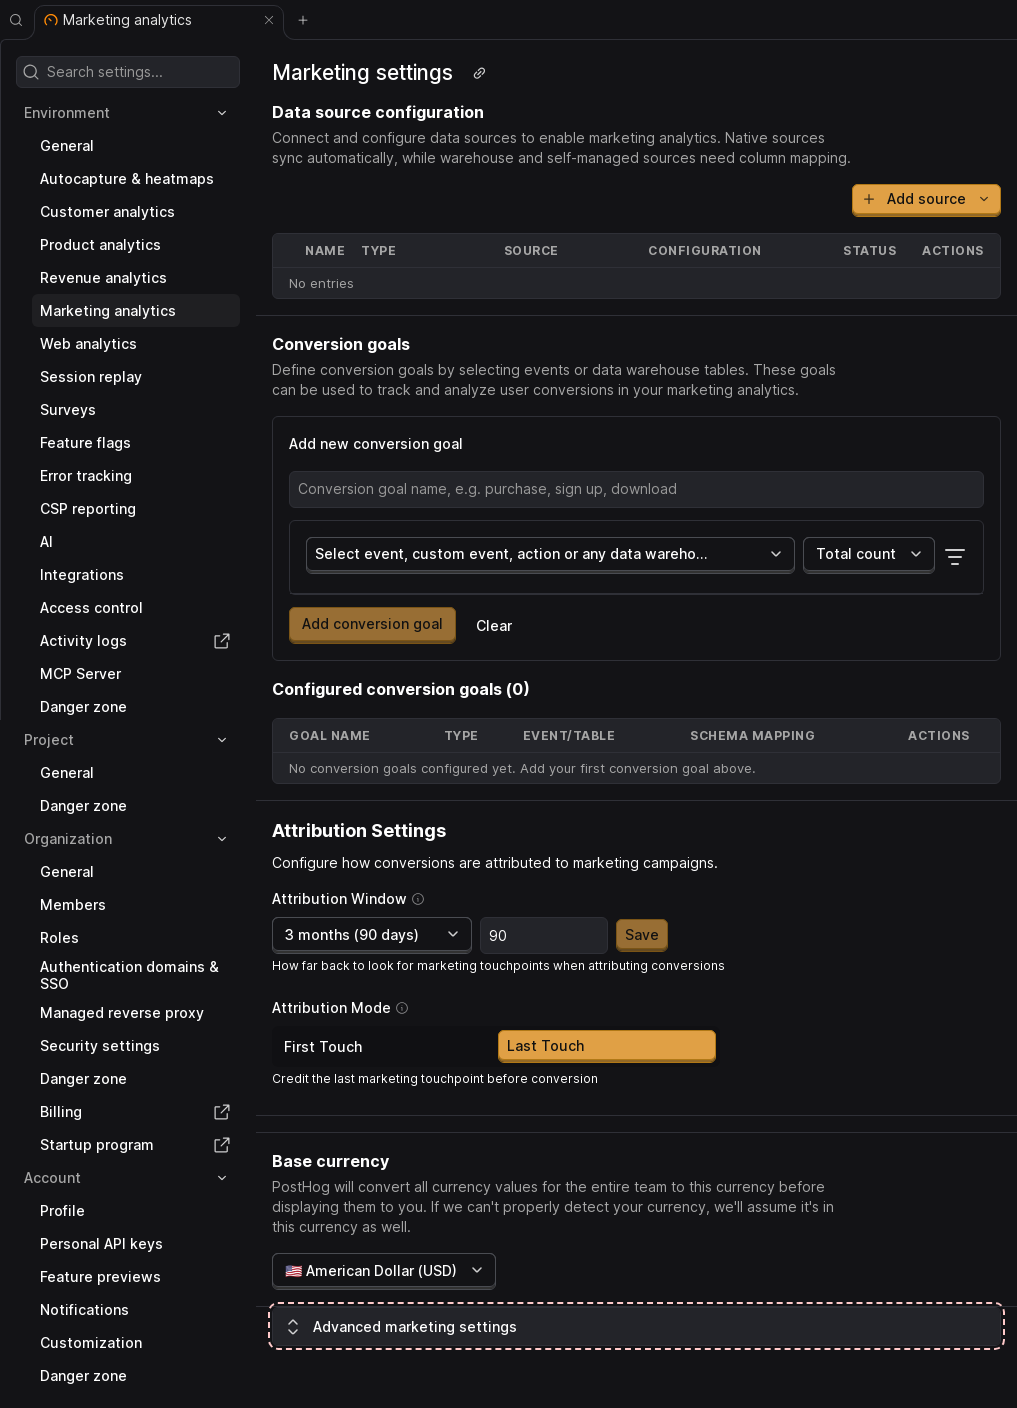 Marketing analytics
Search settings...
Environment
General
Autocapture & heatmaps
Customer analytics
Product analytics
Revenue analytics
Marketing analytics
Web analytics
Session replay
Surveys
Feature flags
Error tracking
CSP reporting
AI
Integrations
Access control
Activity logs
MCP Server
Danger zone
Project
General
Danger zone
Organization
General
Members
Roles
Authentication domains &
SSO
Managed reverse proxy
Security settings
Danger zone
Billing
Startup program
Account
Profile
Personal API keys
Feature previews
Notifications
Customization
Danger zone
Marketing settings
Data source configuration
Connect and configure data sources to enable marketing analytics. Native sources
sync automatically, while warehouse and self-managed sources need column mapping.
Add source
NAME TYPE SOURCE CONFIGURATION STATUS ACTIONS
No entries
Conversion goals
Define conversion goals by selecting events or data warehouse tables. These goals
can be used to track and analyze user conversions in your marketing analytics.
Add new conversion goal
Conversion goal name, e.g. purchase, sign up, download
Select event, custom event, action or any data wareho... Total count
Add conversion goal Clear
Configured conversion goals (0)
GOAL NAME TYPE EVENT/TABLE SCHEMA MAPPING ACTIONS
No conversion goals configured yet. Add your first conversion goal above.
Attribution Settings
Configure how conversions are attributed to marketing campaigns.
Attribution Window
3 months (90 days) 90 Save
How far back to look for marketing touchpoints when attributing conversions
Attribution Mode
First Touch Last Touch
Credit the last marketing touchpoint before conversion
Base currency
PostHog will convert all currency values for the entire team to this currency before
displaying them to you. If we can't properly detect your currency, we'll assume it's in
this currency as well.
🇺🇸 American Dollar (USD)
Advanced marketing settings